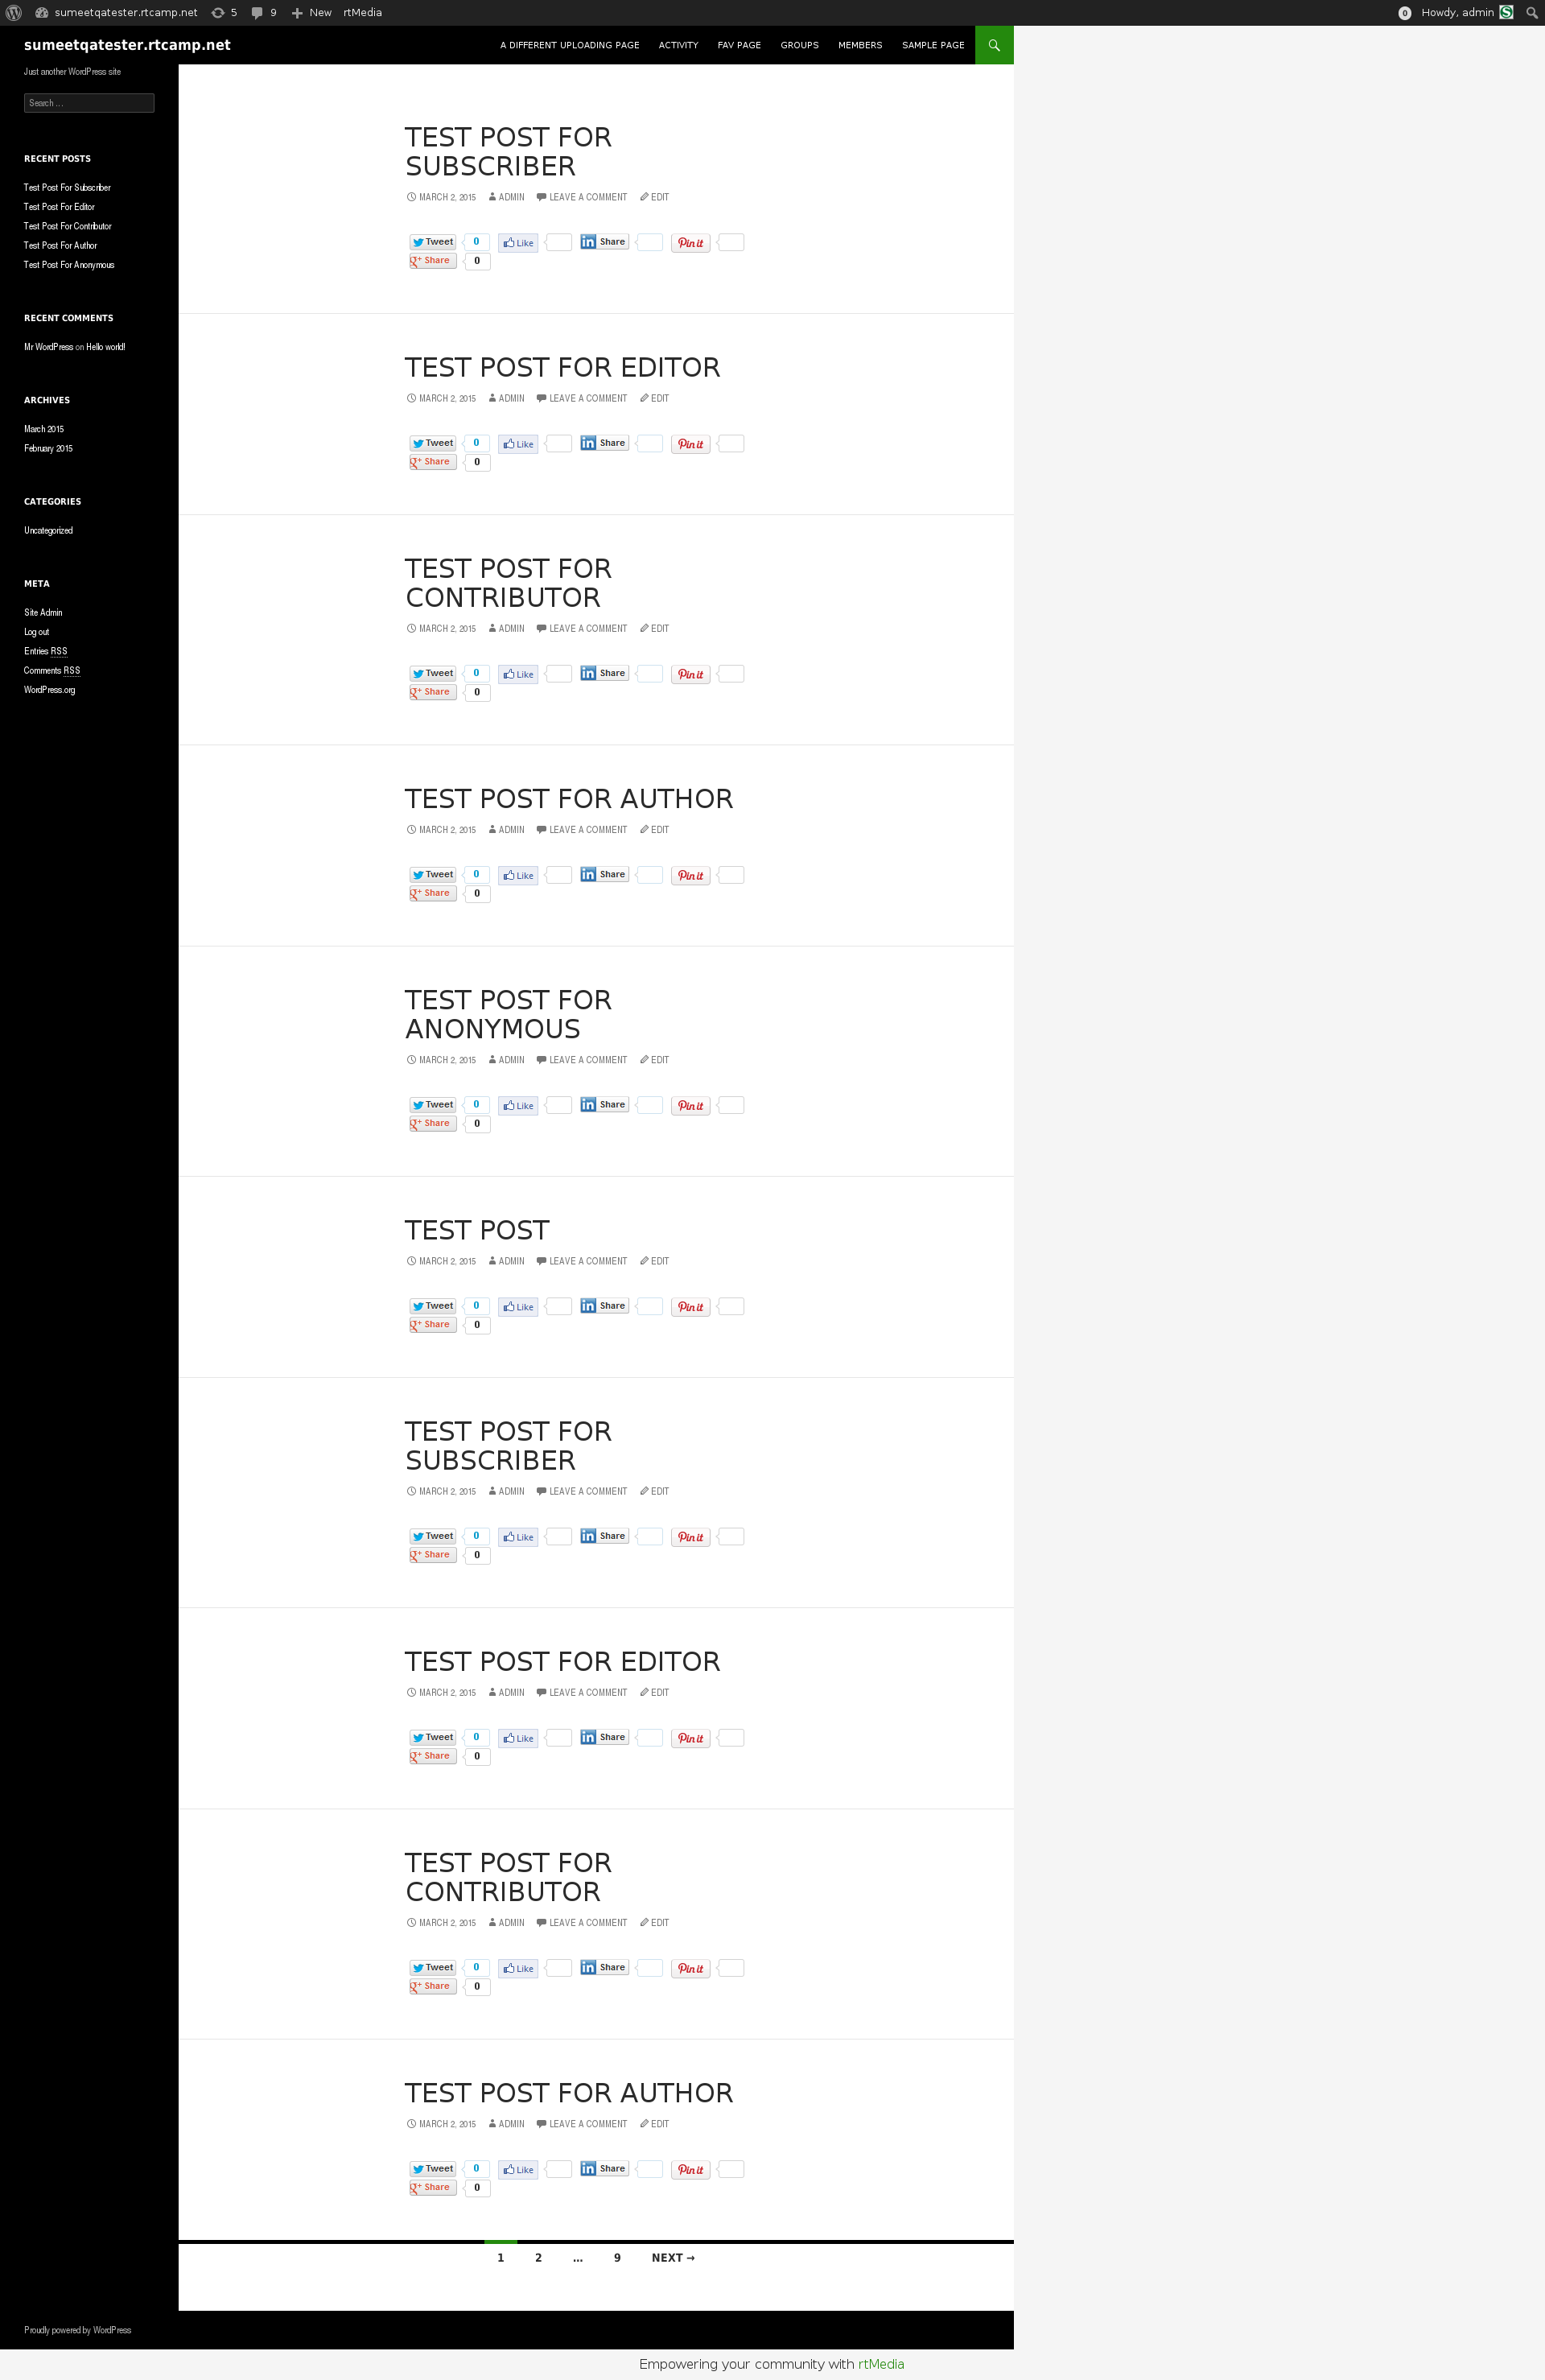 sumeetqatester.rtcamp.net 5 9 New rtMedia 0 Howdy, admin
sumeetqatester.rtcamp.net A DIFFERENT UPLOADING PAGE ACTIVITY FAV PAGE GROUPS MEMBERS SAMPLE PAGE
Just another WordPress site
Search ...
RECENT POSTS
Test Post For Subscriber
Test Post For Editor
Test Post For Contributor
Test Post For Author
Test Post For Anonymous
RECENT COMMENTS
Mr WordPress on Hello world!
ARCHIVES
March 2015
February 2015
CATEGORIES
Uncategorized
META
Site Admin
Log out
Entries RSS
Comments RSS
WordPress.org
TEST POST FOR
SUBSCRIBER
MARCH 2, 2015 ADMIN LEAVE A COMMENT EDIT
Tweet 0 Like in Share Pin it
g+ Share 0
TEST POST FOR EDITOR
MARCH 2, 2015 ADMIN LEAVE A COMMENT EDIT
Tweet 0 Like in Share Pin it
g+ Share 0
TEST POST FOR
CONTRIBUTOR
MARCH 2, 2015 ADMIN LEAVE A COMMENT EDIT
Tweet 0 Like in Share Pin it
g+ Share 0
TEST POST FOR AUTHOR
MARCH 2, 2015 ADMIN LEAVE A COMMENT EDIT
Tweet 0 Like in Share Pin it
g+ Share 0
TEST POST FOR
ANONYMOUS
MARCH 2, 2015 ADMIN LEAVE A COMMENT EDIT
Tweet 0 Like in Share Pin it
g+ Share 0
TEST POST
MARCH 2, 2015 ADMIN LEAVE A COMMENT EDIT
Tweet 0 Like in Share Pin it
g+ Share 0
TEST POST FOR
SUBSCRIBER
MARCH 2, 2015 ADMIN LEAVE A COMMENT EDIT
Tweet 0 Like in Share Pin it
g+ Share 0
TEST POST FOR EDITOR
MARCH 2, 2015 ADMIN LEAVE A COMMENT EDIT
Tweet 0 Like in Share Pin it
g+ Share 0
TEST POST FOR
CONTRIBUTOR
MARCH 2, 2015 ADMIN LEAVE A COMMENT EDIT
Tweet 0 Like in Share Pin it
g+ Share 0
TEST POST FOR AUTHOR
MARCH 2, 2015 ADMIN LEAVE A COMMENT EDIT
Tweet 0 Like in Share Pin it
g+ Share 0
1 2 … 9 NEXT →
Proudly powered by WordPress
Empowering your community with rtMedia